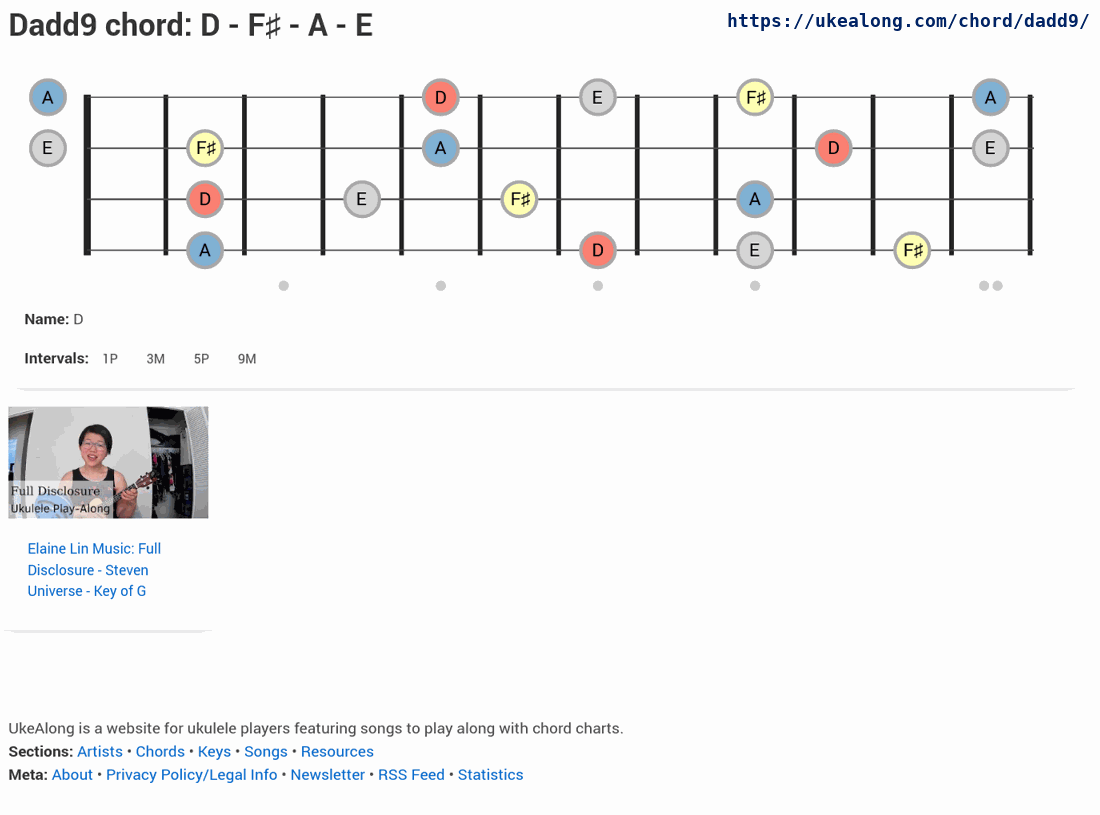 Dadd9 chord: D - F♯ - A - E
https://ukealong.com/chord/dadd9/
A D E F♯ A
E F♯ A D E
D E F♯ A
A D E F♯
Name: D
Intervals: 1P 3M 5P 9M
Full Disclosure
Ukulele Play-Along
Elaine Lin Music: Full
Disclosure - Steven
Universe - Key of G
UkeAlong is a website for ukulele players featuring songs to play along with chord charts.
Sections: Artists • Chords • Keys • Songs • Resources
Meta: About • Privacy Policy/Legal Info • Newsletter • RSS Feed • Statistics